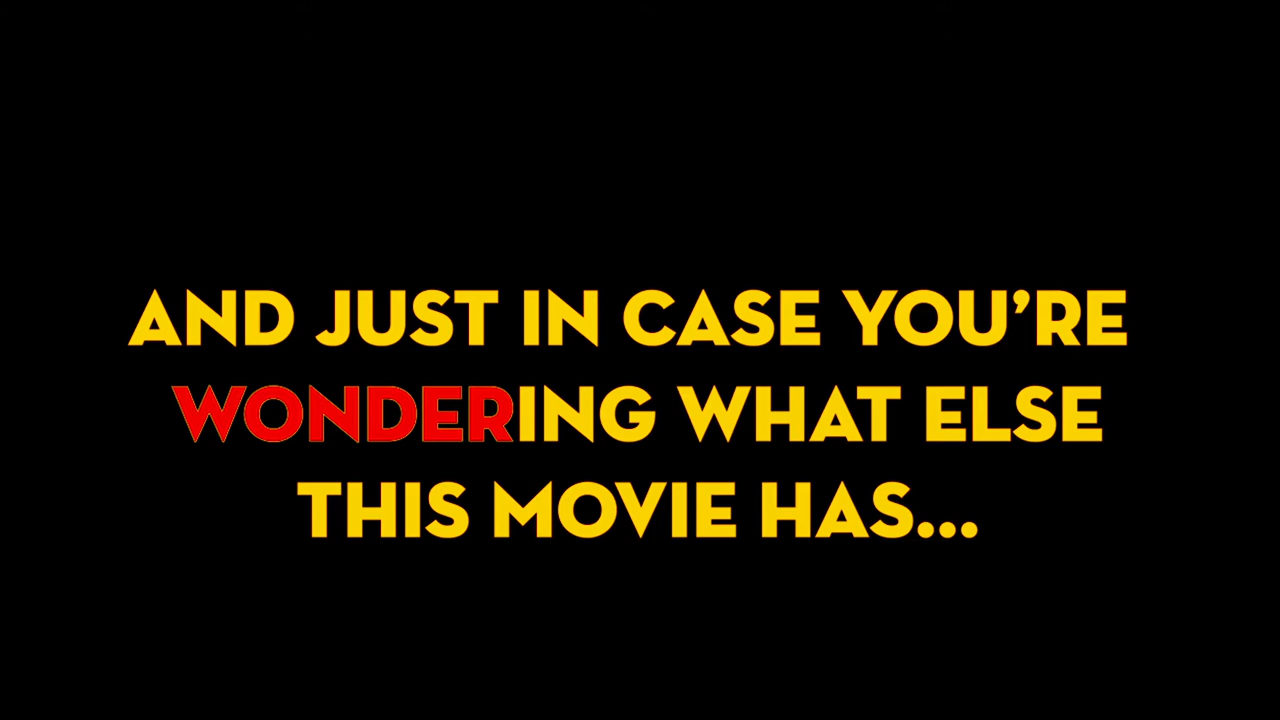 AND JUST IN CASE YOU’RE
WONDERING WHAT ELSE
THIS MOVIE HAS...